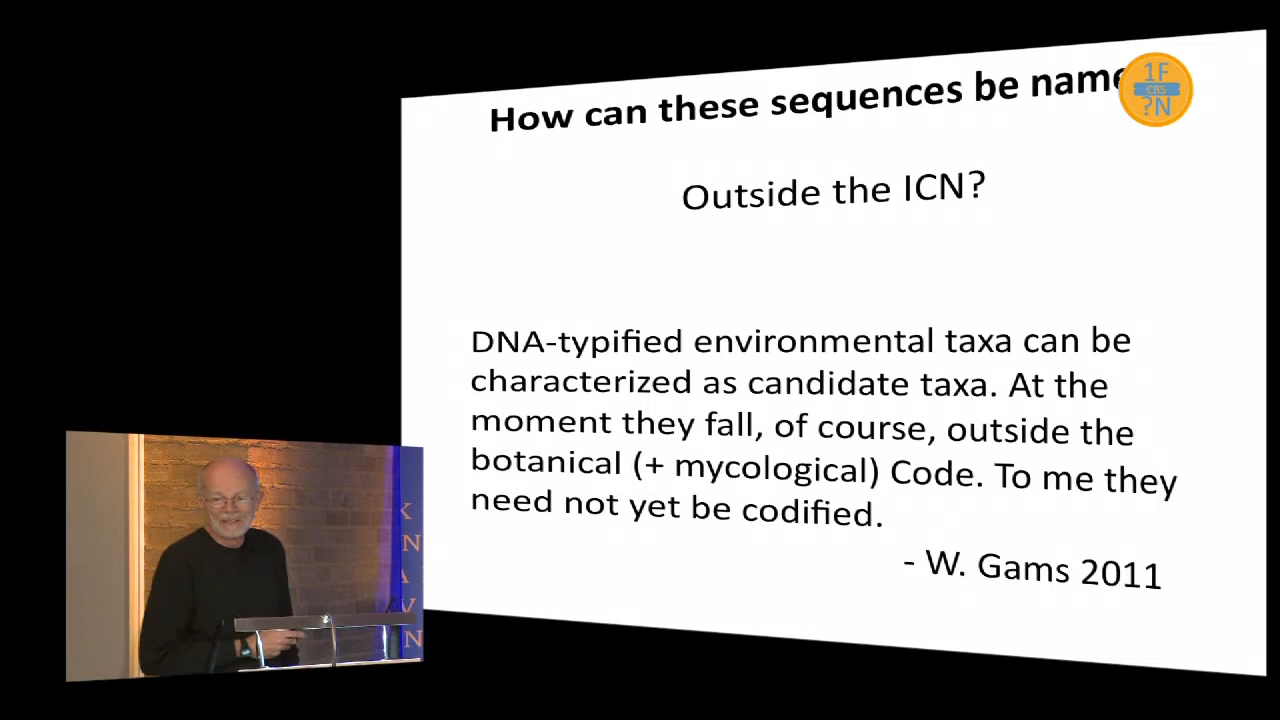 How can these sequences be name
1F
CBS
?N
Outside the ICN?
DNA-typified environmental taxa can be
characterized as candidate taxa. At the
moment they fall, of course, outside the
botanical (+ mycological) Code. To me they
need not yet be codified.
- W. Gams 2011
K
N
A
W
N